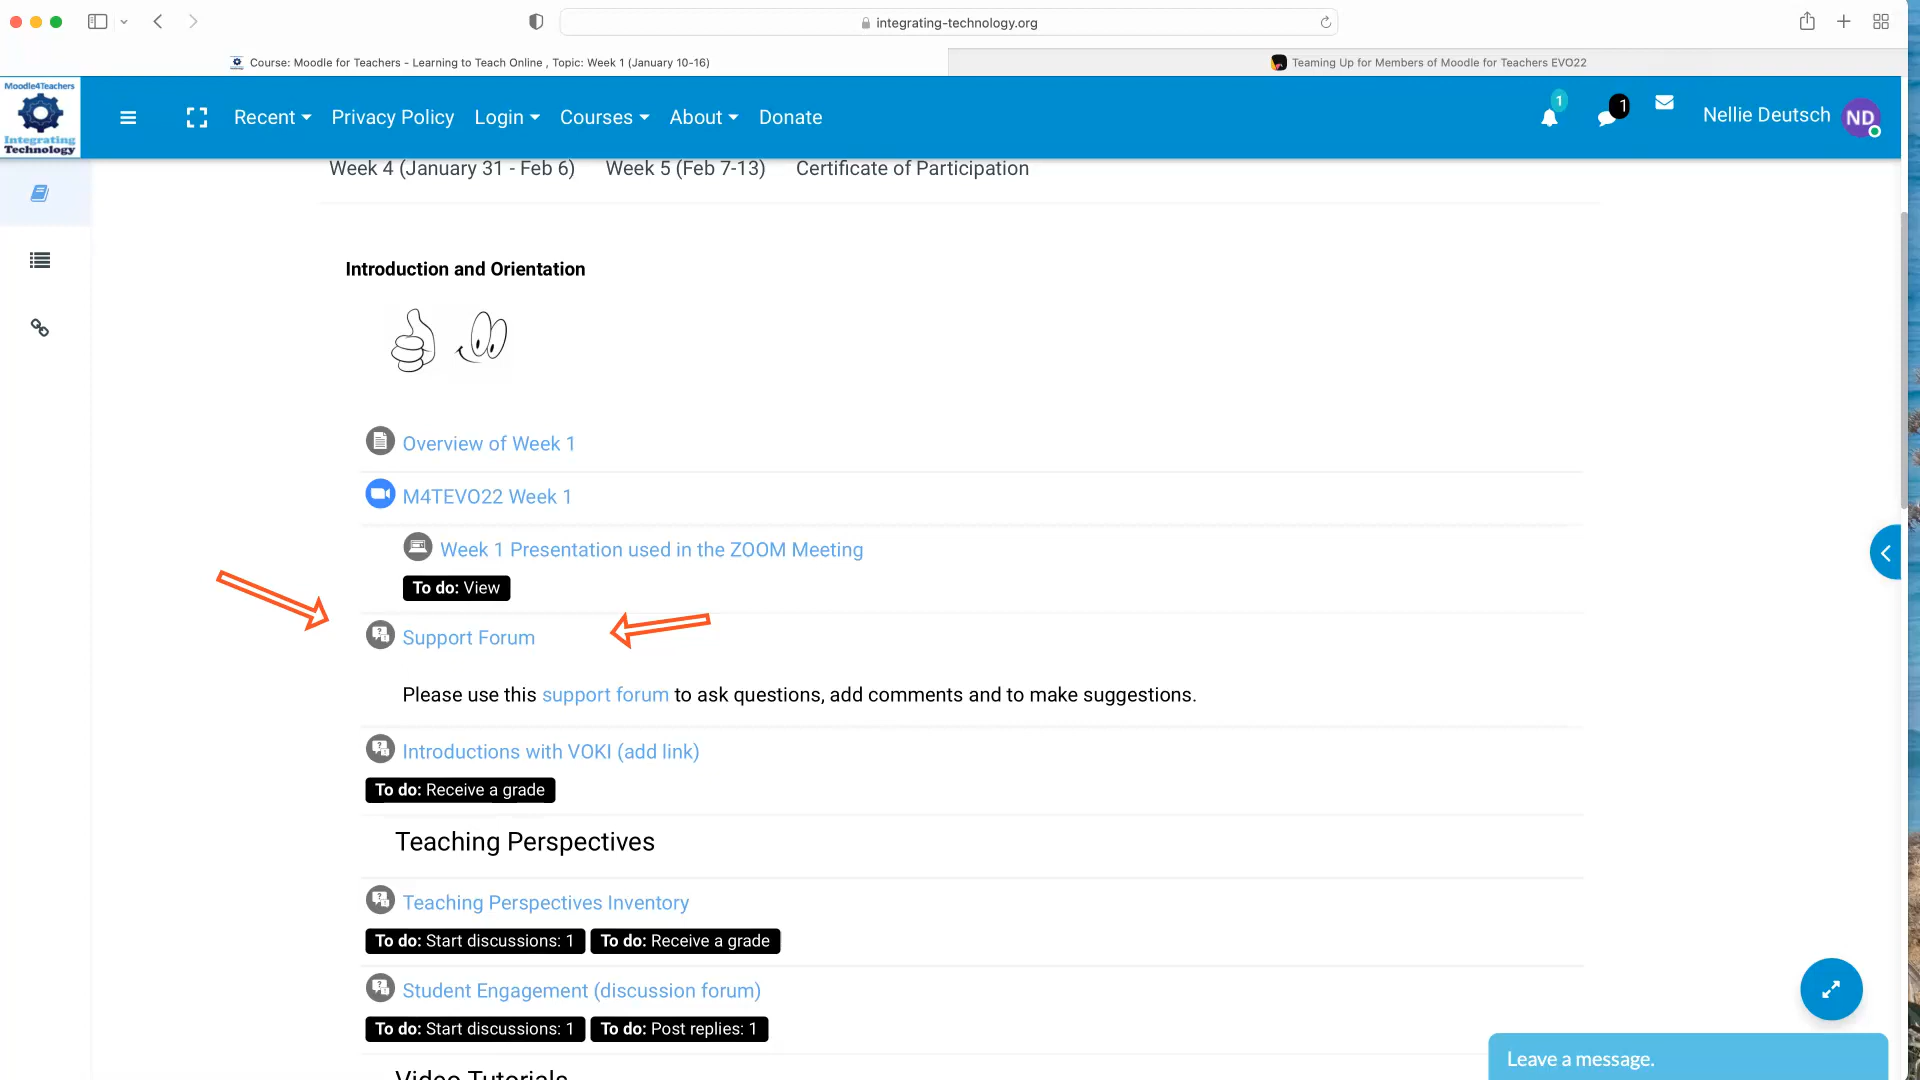 integrating-technology.org
Course: Moodle for Teachers - Learning to Teach Online , Topic: Week 1 (January 10-16)
Teaming Up for Members of Moodle for Teachers EVO22
Moodle4Teachers
Integrating
Technology
Recent
Privacy Policy
Login
Courses
About
Donate
1
1
Nellie Deutsch
ND
Week 4 (January 31 - Feb 6)
Week 5 (Feb 7-13)
Certificate of Participation
Introduction and Orientation
Overview of Week 1
M4TEVO22 Week 1
Week 1 Presentation used in the ZOOM Meeting
To do: View
Support Forum
Please use this support forum to ask questions, add comments and to make suggestions.
Introductions with VOKI (add link)
To do: Receive a grade
Teaching Perspectives
Teaching Perspectives Inventory
To do: Start discussions: 1
To do: Receive a grade
Student Engagement (discussion forum)
To do: Start discussions: 1
To do: Post replies: 1
Video Tutorials
Leave a message.